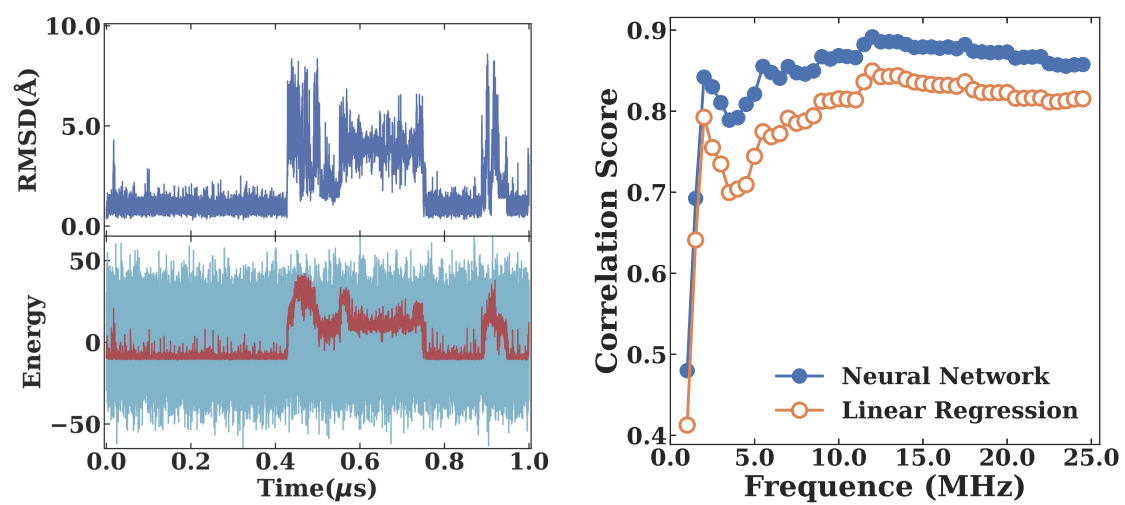 10.0
5.0
0.0
RMSD(Å)
50
0
−50
Energy
0.0 0.2 0.4 0.6 0.8 1.0
Time(μs)
0.9
0.8
0.7
0.6
0.5
0.4
Correlation Score
Neural Network
Linear Regression
0.0 5.0 10.0 15.0 20.0 25.0
Frequence (MHz)